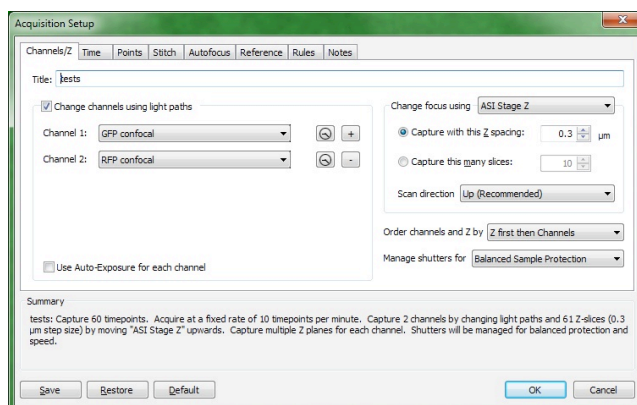 Acquisition Setup
Channels/Z Time Points Stitch Autofocus Reference Rules Notes
Title: tests
Change channels using light paths
Channel 1: GFP confocal +
Channel 2: RFP confocal -
Use Auto-Exposure for each channel
Change focus using ASI Stage Z
Capture with this Z spacing: 0.3 µm
Capture this many slices: 10
Scan direction Up (Recommended)
Order channels and Z by Z first then Channels
Manage shutters for Balanced Sample Protection
Summary
tests: Capture 60 timepoints. Acquire at a fixed rate of 10 timepoints per minute. Capture 2 channels by changing light paths and 61 Z-slices (0.3
µm step size) by moving "ASI Stage Z" upwards. Capture multiple Z planes for each channel. Shutters will be managed for balanced protection and
speed.
Save Restore Default OK Cancel